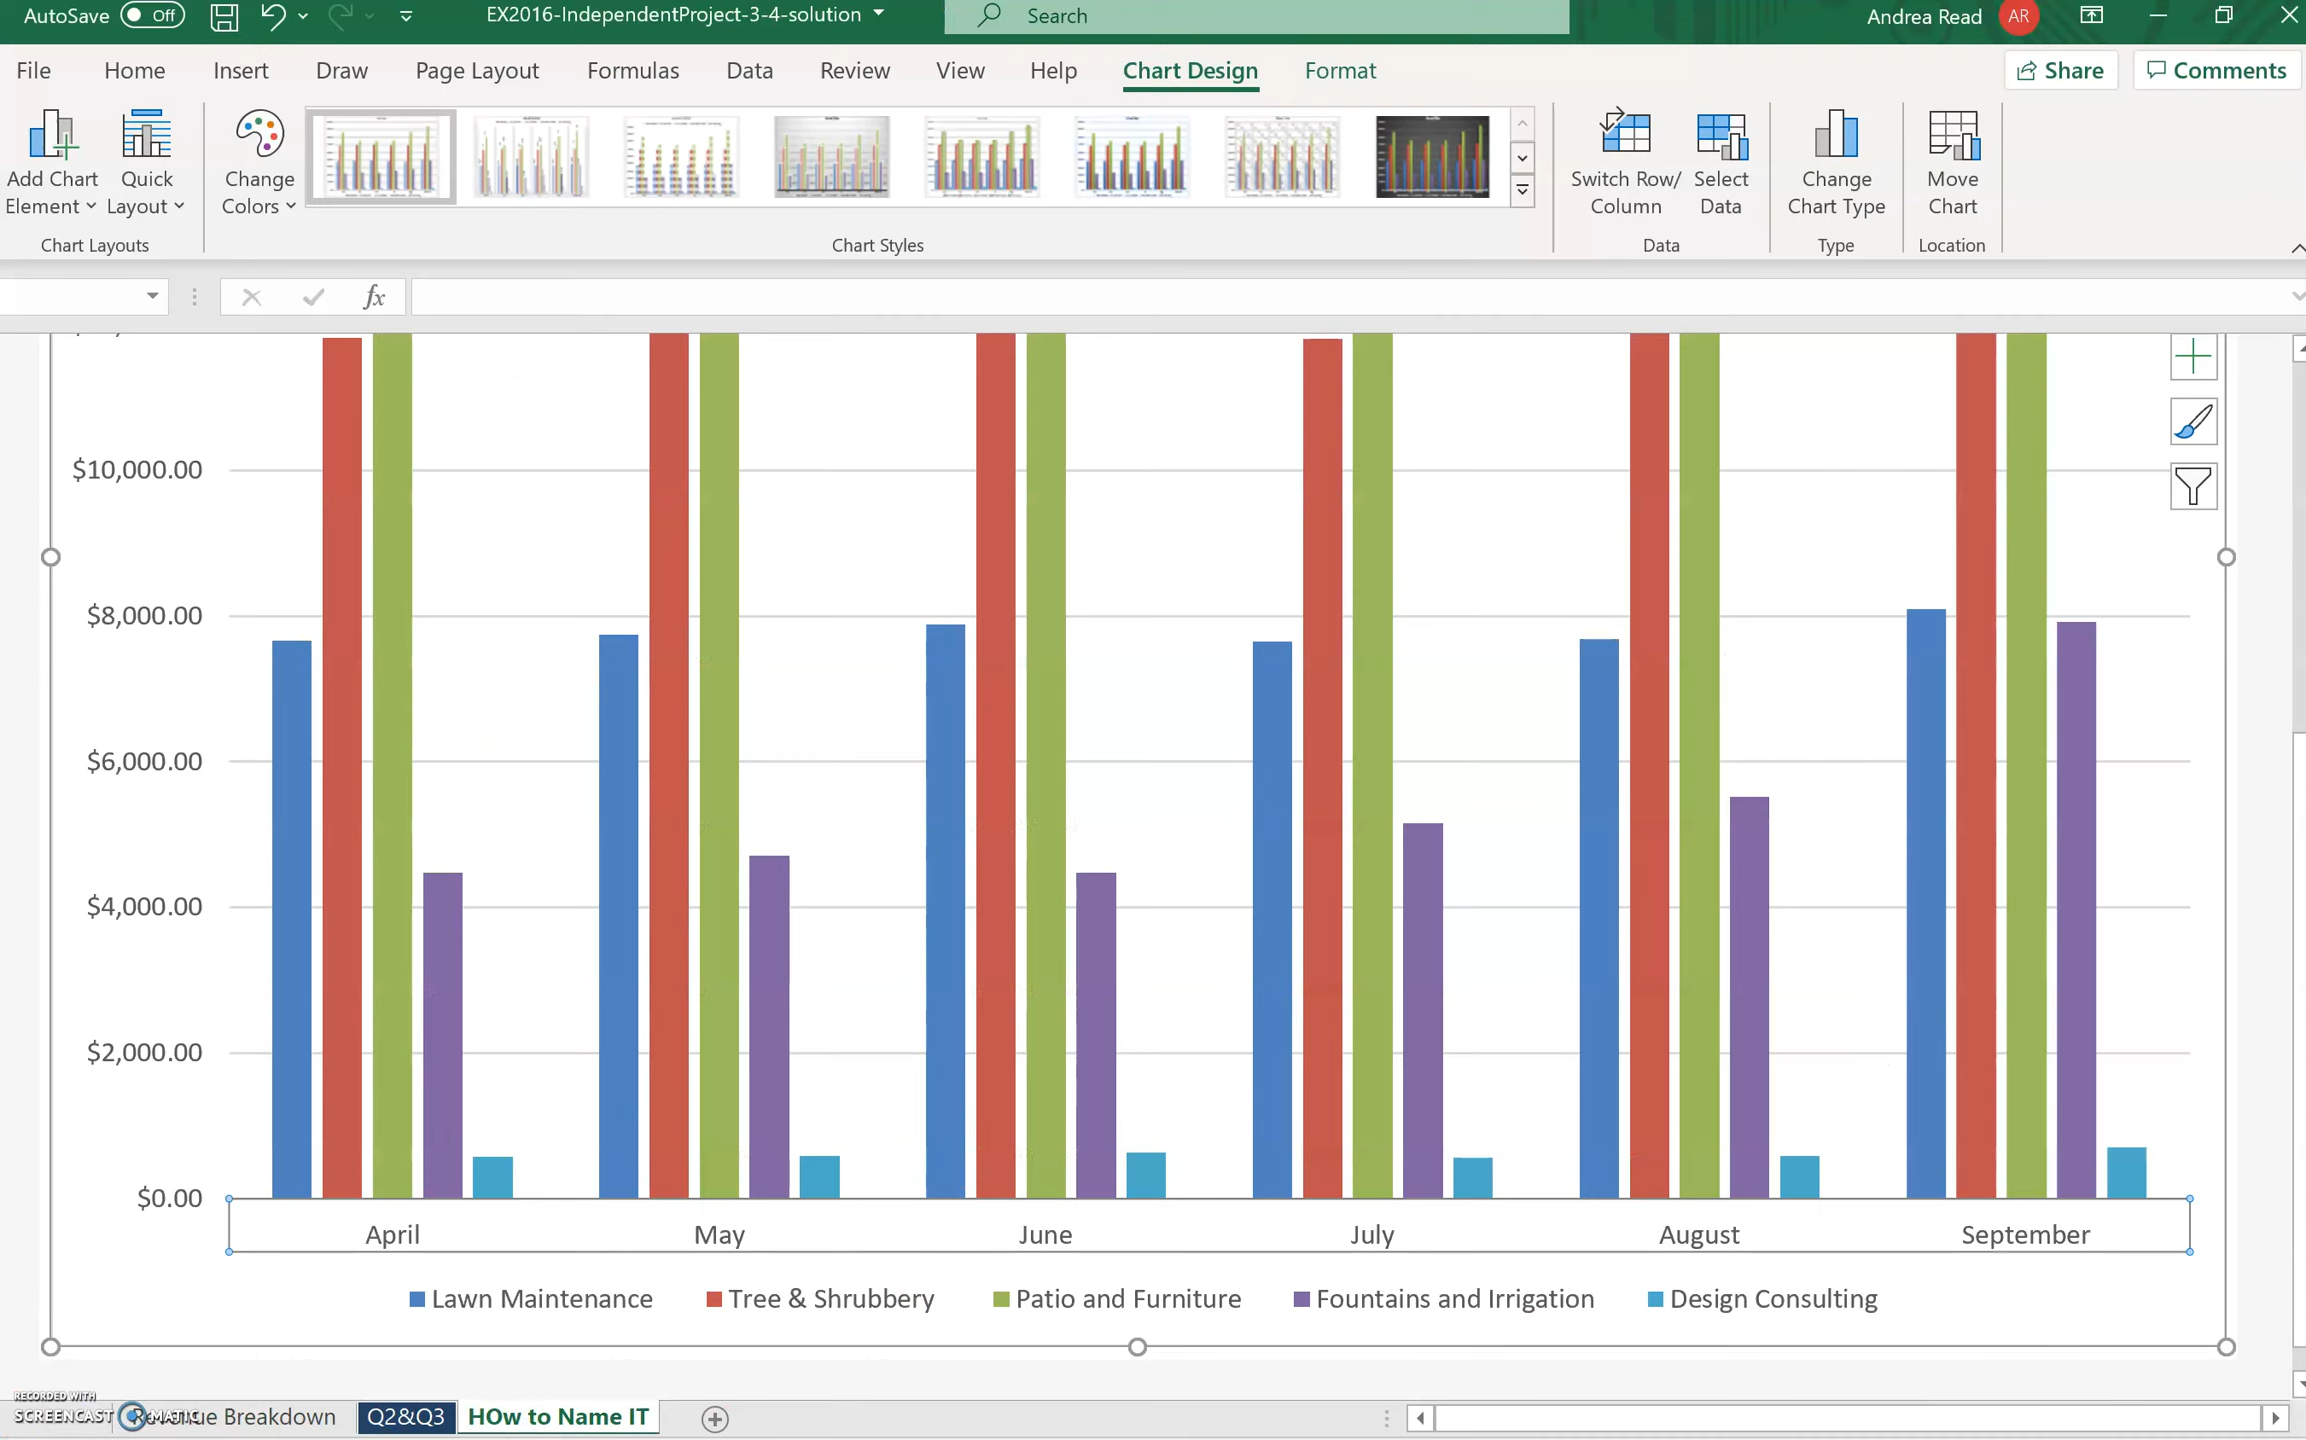 AutoSave Off EX2016-IndependentProject-3-4-solution Search Andrea Read AR
File Home Insert Draw Page Layout Formulas Data Review View Help Chart Design Format Share Comments
Add Chart Element
Quick Layout
Change Colors
Switch Row/ Column
Select Data
Change Chart Type
Move Chart
Chart Layouts Chart Styles Data Type Location
fx
$10,000.00
$8,000.00
$6,000.00
$4,000.00
$2,000.00
$0.00
April May June July August September
Lawn Maintenance Tree & Shrubbery Patio and Furniture Fountains and Irrigation Design Consulting
RECORDED WITH
SCREENCAST MATIC
Breakdown Q2&Q3 HOw to Name IT